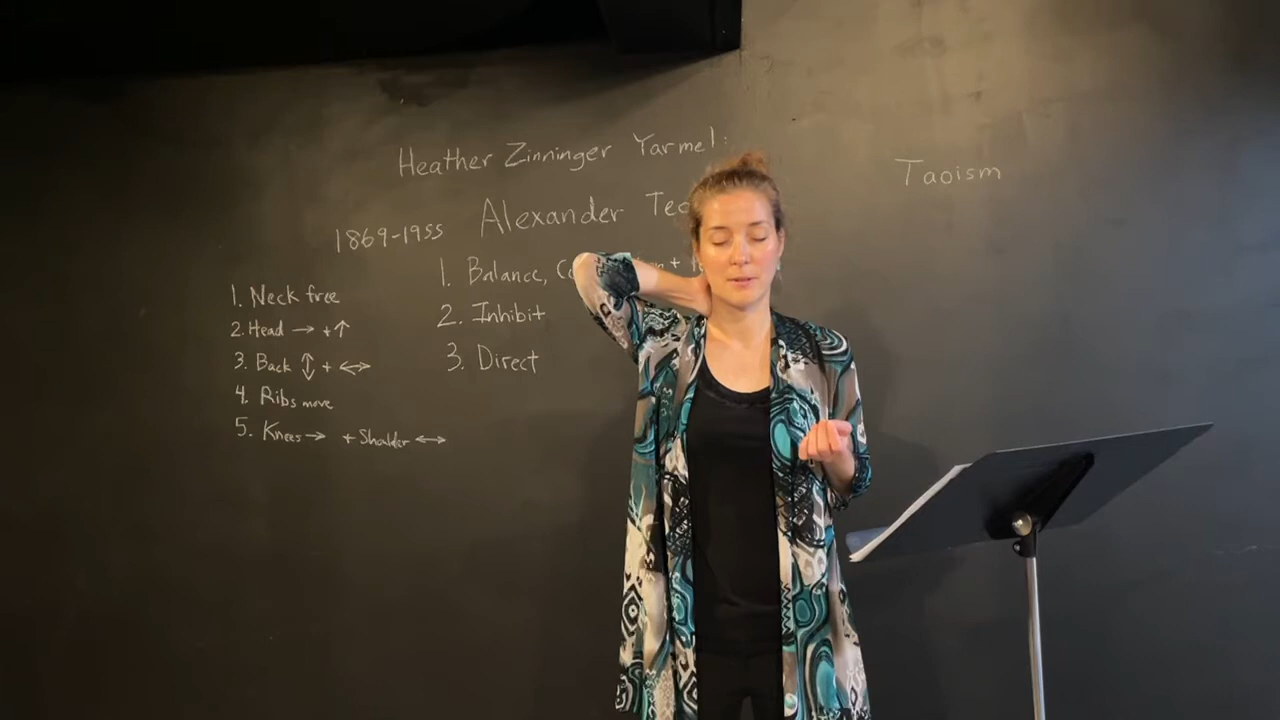 Heather Zinninger Yarmel:
Taoism
1869-1955 Alexander
1. Balance,
2. Inhibit
3. Direct
1. Neck free
2. Head → + ↑
3. Back ↕ + ↔
4. Ribs move
5. Knees → + Shoulder ↔